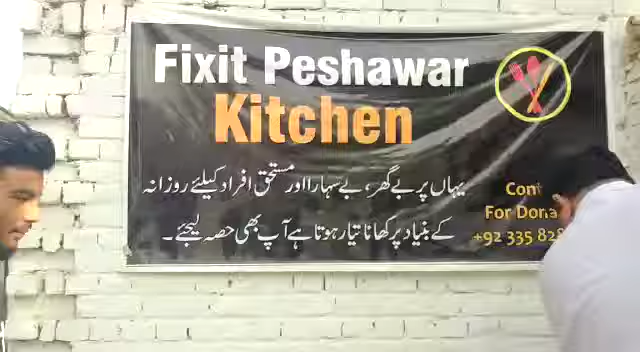 Fixit Peshawar
Kitchen
یہاں پر بے گھر، بے سہارا اور مستحق افراد کیلئے روزانہ
کے بنیاد پر کھانا تیار ہوتا ہے آپ بھی حصہ لیجئے۔
For
+92 335